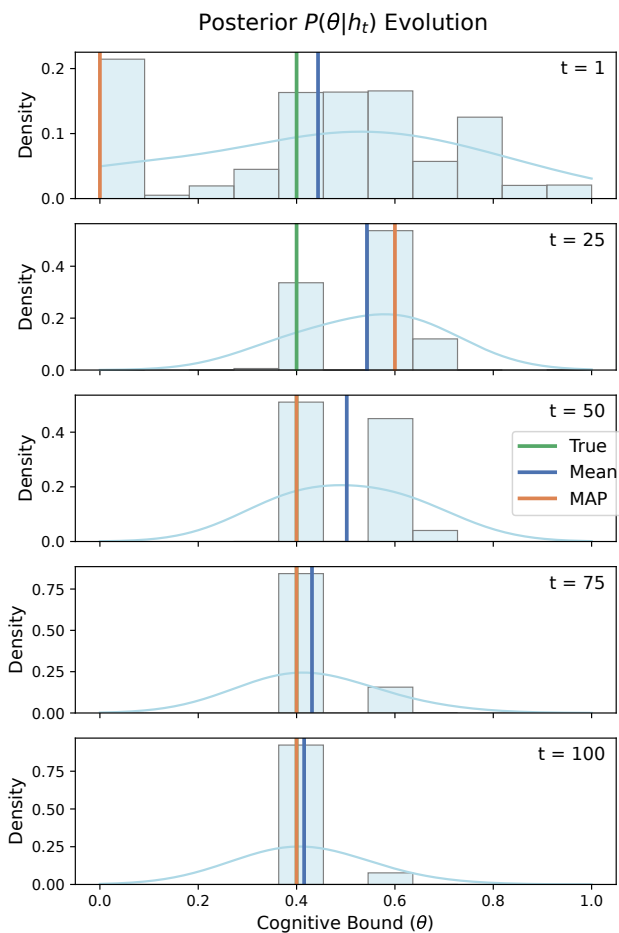 Posterior P(θ|hₜ) Evolution
t = 1
Density
0.2
0.1
0.0
t = 25
Density
0.4
0.2
0.0
t = 50
Density
0.4
0.2
0.0
True
Mean
MAP
t = 75
Density
0.75
0.50
0.25
0.00
t = 100
Density
0.75
0.50
0.25
0.00
0.0 0.2 0.4 0.6 0.8 1.0
Cognitive Bound (θ)